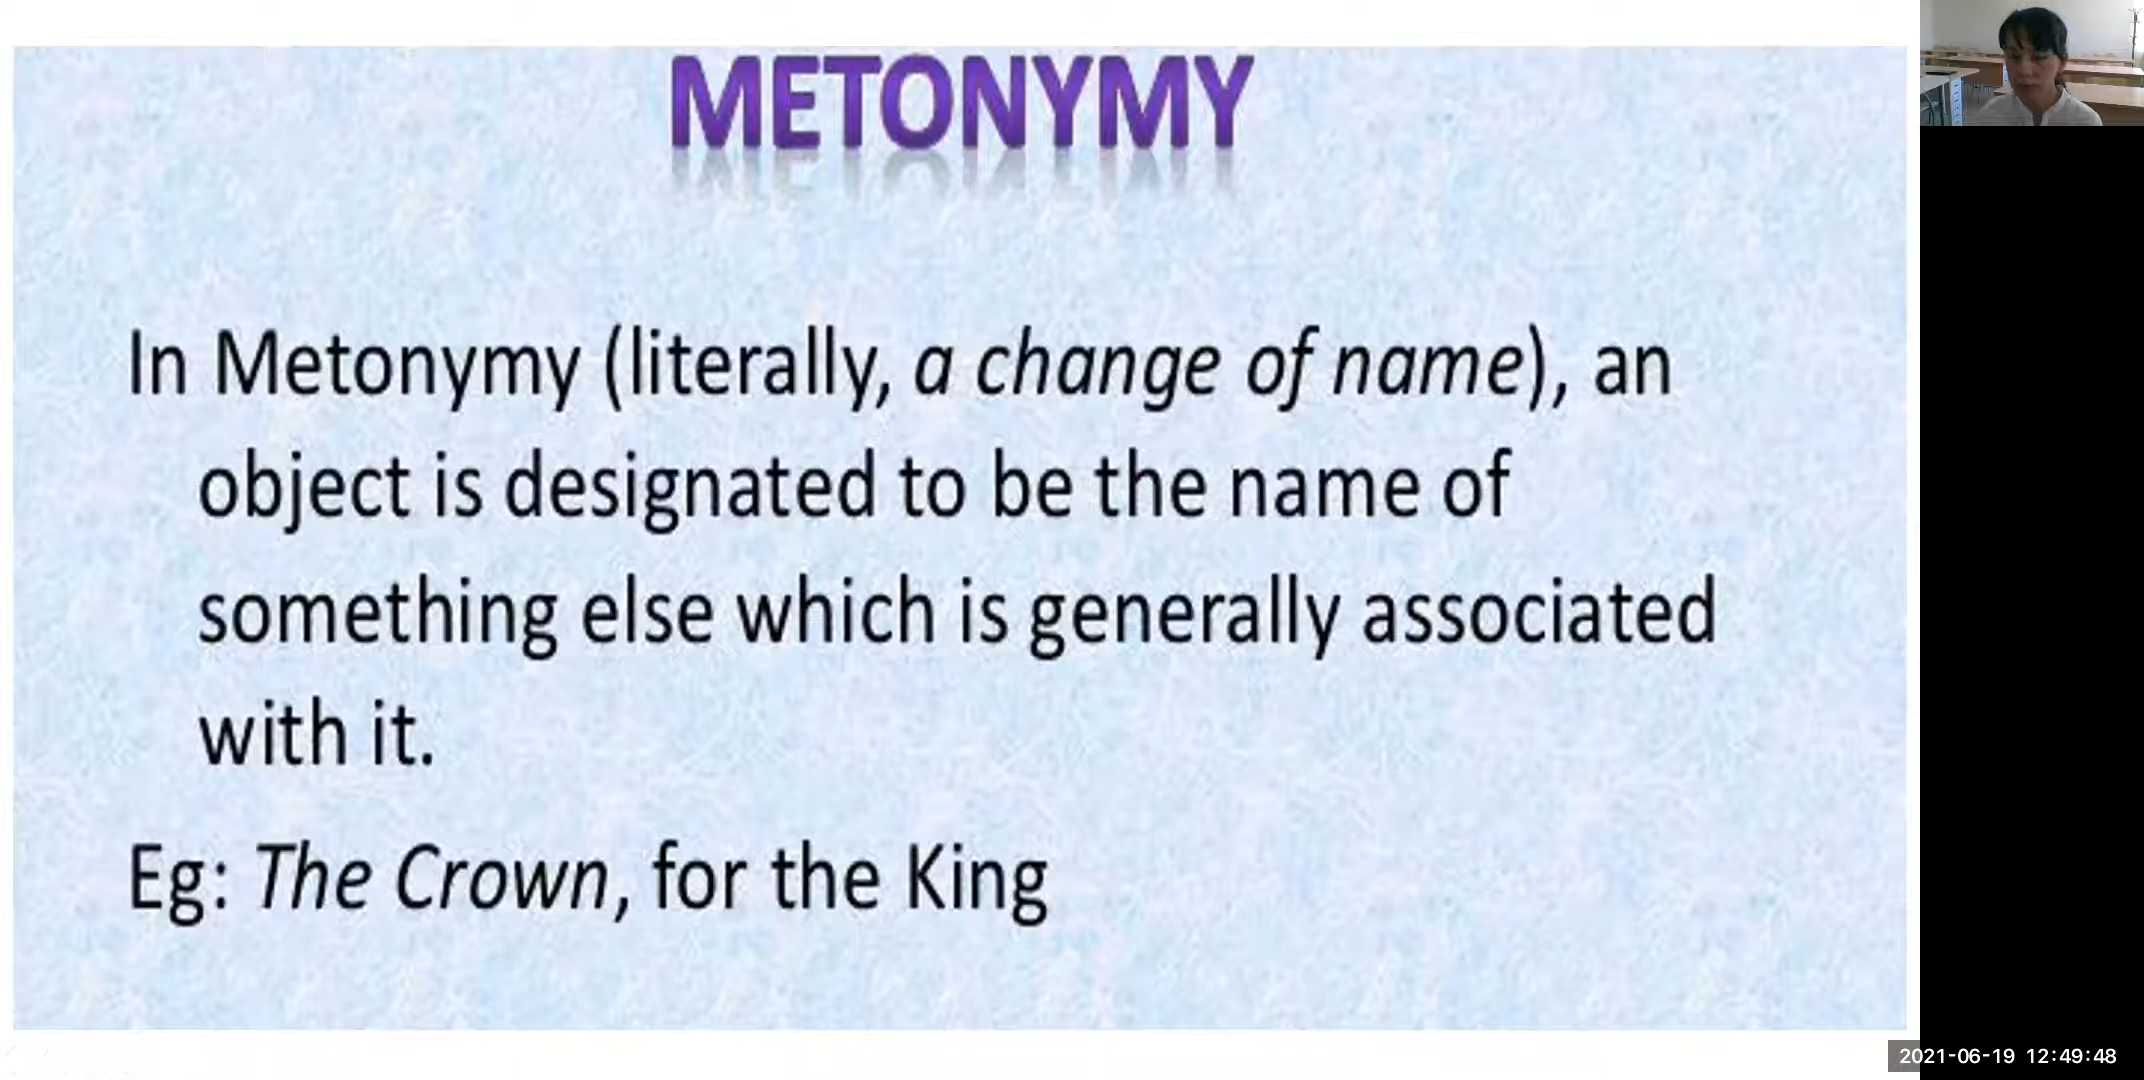 METONYMY
In Metonymy (literally, a change of name), an
object is designated to be the name of
something else which is generally associated
with it.
Eg: The Crown, for the King
2021-06-19 12:49:48